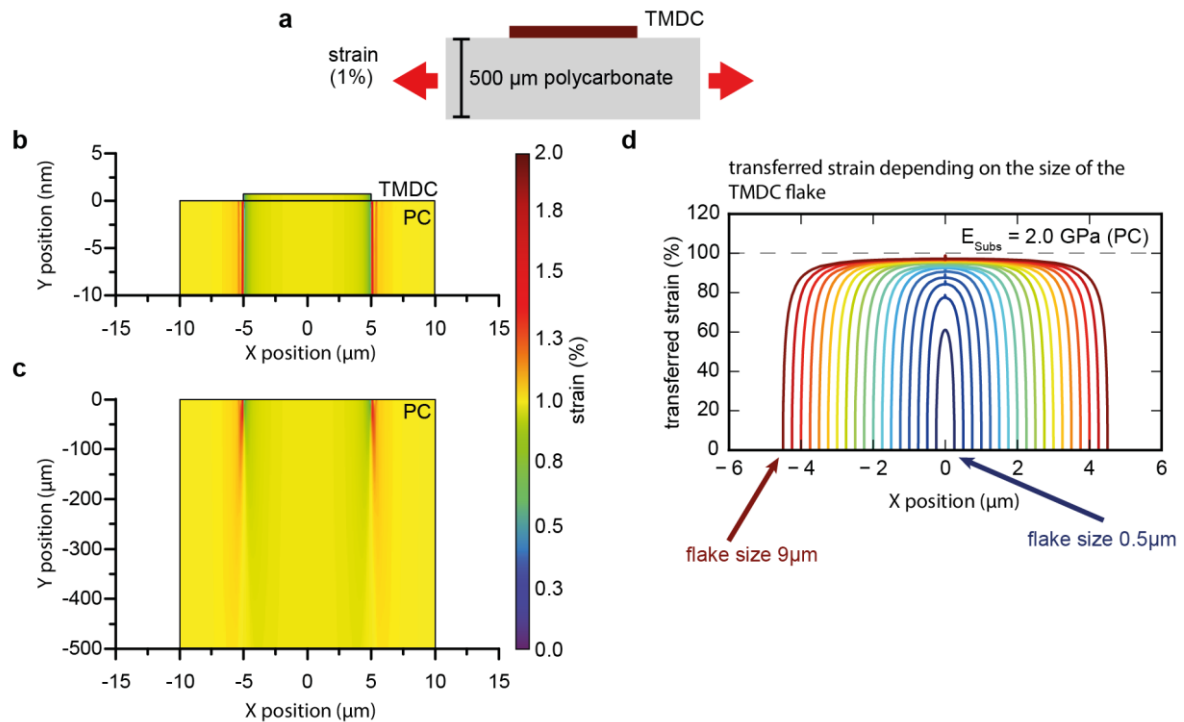 a
TMDC
strain
(1%)
500 µm polycarbonate
b
5
0
-5
-10
Y position (nm)
TMDC
PC
-15 -10 -5 0 5 10 15
X position (µm)
c
0
-100
-200
-300
-400
-500
Y position (µm)
PC
-15 -10 -5 0 5 10 15
X position (µm)
2.0
1.8
1.5
1.3
1.0
0.8
0.5
0.3
0.0
strain (%)
d
transferred strain depending on the size of the
TMDC flake
120
100
80
60
40
20
0
transferred strain (%)
E_Subs = 2.0 GPa (PC)
−6 −4 −2 0 2 4 6
X position (µm)
flake size 9µm
flake size 0.5µm